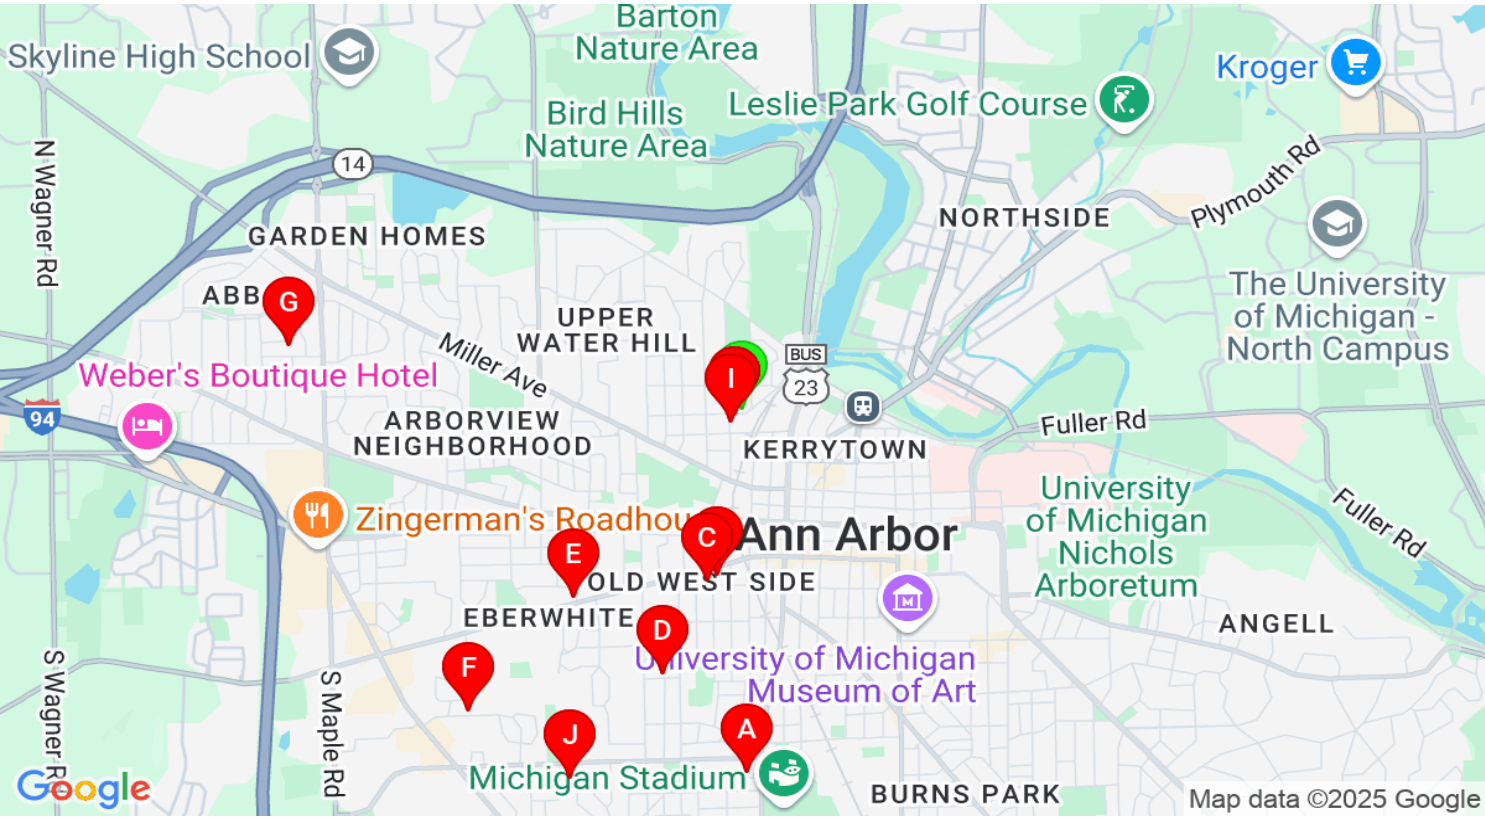 Barton
Nature Area
Skyline High School
Kroger
Leslie Park Golf Course
Bird Hills
Nature Area
N Wagner Rd
14
Plymouth Rd
NORTHSIDE
GARDEN HOMES
The University
of Michigan -
North Campus
ABB
G
UPPER
WATER HILL
Miller Ave
BUS
23
Weber's Boutique Hotel
I
94
ARBORVIEW
NEIGHBORHOOD
KERRYTOWN
Fuller Rd
University
of Michigan
Nichols
Arboretum
Fuller Rd
Zingerman's Roadhou
C
Ann Arbor
E
OLD WEST SIDE
EBERWHITE
D
ANGELL
University of Michigan
Museum of Art
F
S Wagner Rd
S Maple Rd
J
A
Michigan Stadium
BURNS PARK
Google
Map data ©2025 Google